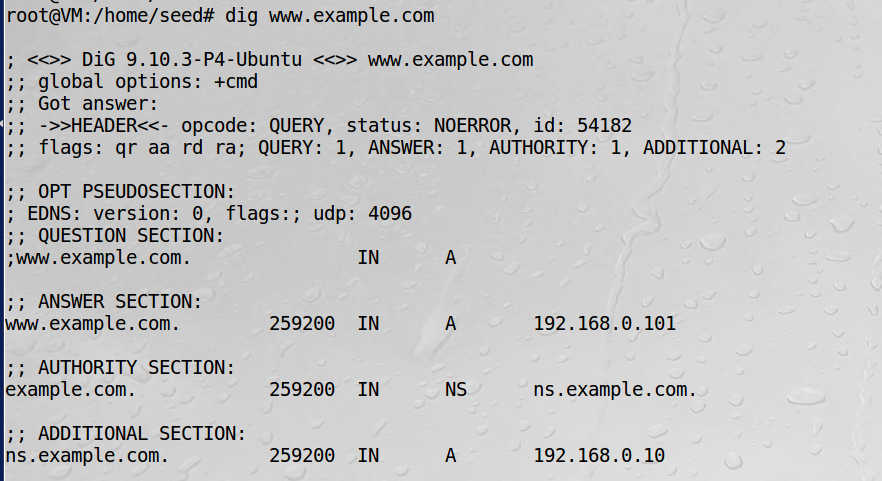 root@VM:/home/seed# dig www.example.com
; <<>> DiG 9.10.3-P4-Ubuntu <<>> www.example.com
;; global options: +cmd
;; Got answer:
;; ->>HEADER<<- opcode: QUERY, status: NOERROR, id: 54182
;; flags: qr aa rd ra; QUERY: 1, ANSWER: 1, AUTHORITY: 1, ADDITIONAL: 2
;; OPT PSEUDOSECTION:
; EDNS: version: 0, flags:; udp: 4096
;; QUESTION SECTION:
;www.example.com. IN A
;; ANSWER SECTION:
www.example.com. 259200 IN A 192.168.0.101
;; AUTHORITY SECTION:
example.com. 259200 IN NS ns.example.com.
;; ADDITIONAL SECTION:
ns.example.com. 259200 IN A 192.168.0.10